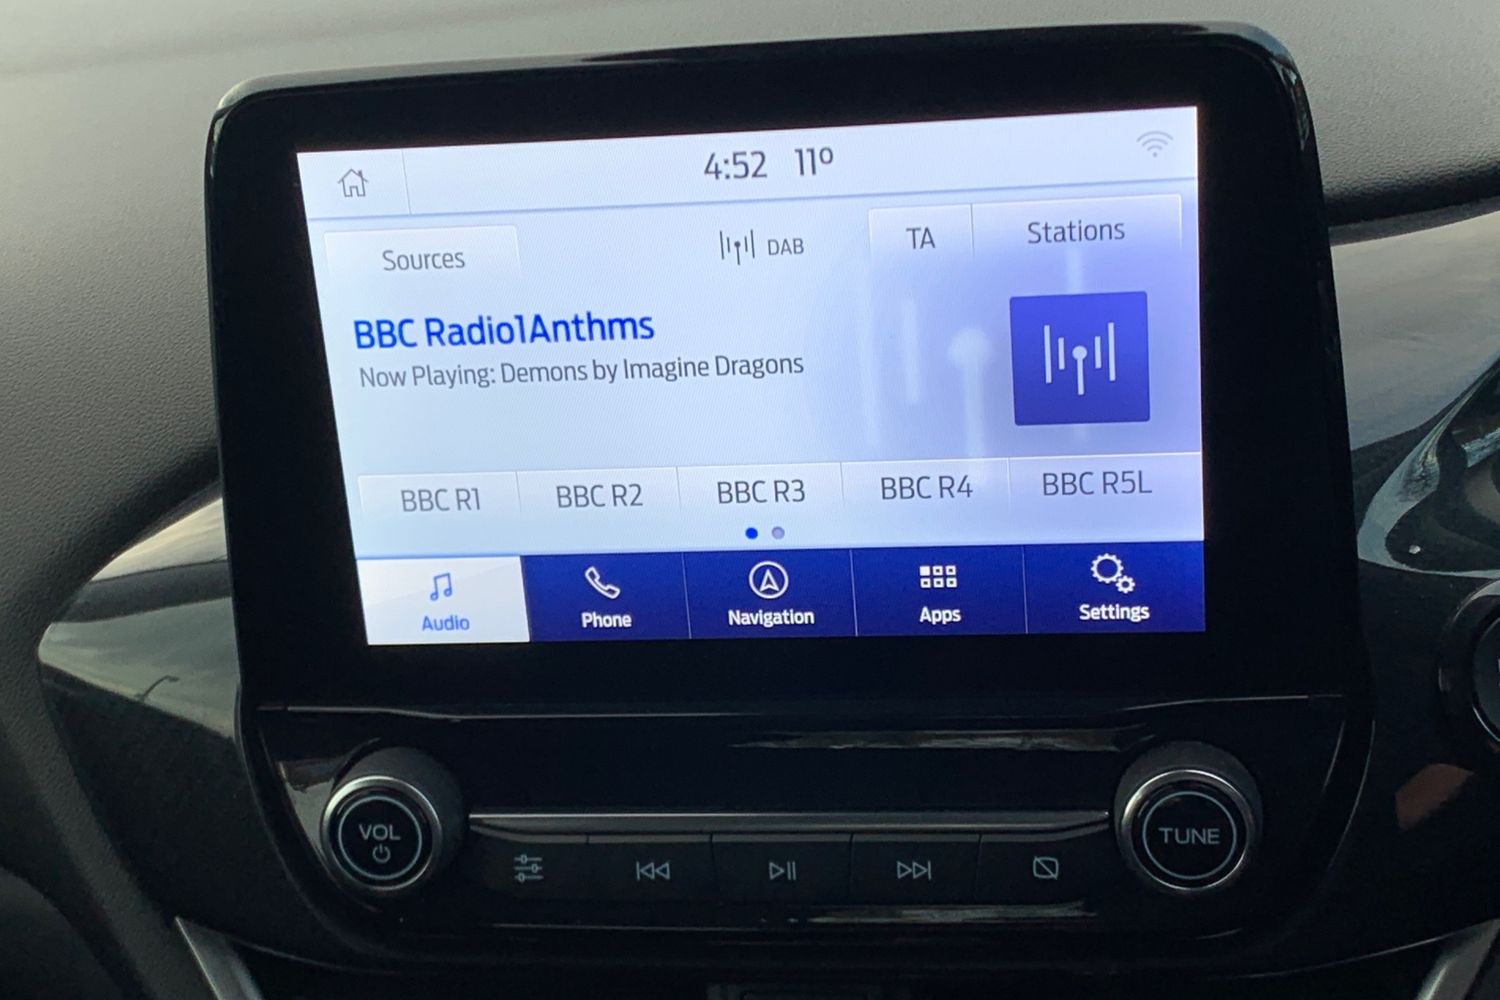 4:52 11º
Sources DAB TA Stations
BBC Radio1Anthms
Now Playing: Demons by Imagine Dragons
BBC R1 BBC R2 BBC R3 BBC R4 BBC R5L
Audio Phone Navigation Apps Settings
VOL TUNE